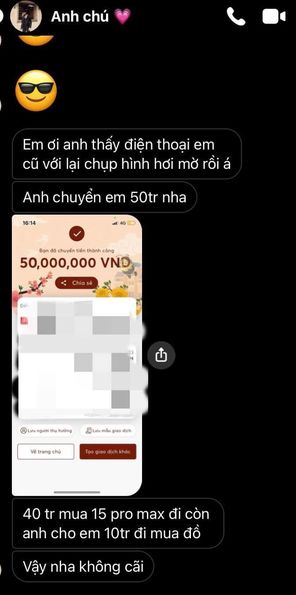 Anh chú 💗
😎
Em ơi anh thấy điện thoại em
cũ với lại chụp hình hơi mờ rồi á
Anh chuyển em 50tr nha
16:14
4G
Bạn đã chuyển tiền thành công
50,000,000 VND
Chia sẻ
Lưu người thụ hưởng
Lưu mẫu giao dịch
Về trang chủ
Tạo giao dịch khác
40 tr mua 15 pro max đi còn
anh cho em 10tr đi mua đồ
Vậy nha không cãi